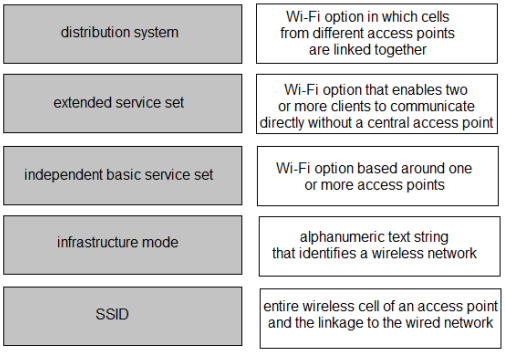 distribution system
Wi-Fi option in which cells
from different access points
are linked together
extended service set
Wi-Fi option that enables two
or more clients to communicate
directly without a central access point
independent basic service set
Wi-Fi option based around one
or more access points
infrastructure mode
alphanumeric text string
that identifies a wireless network
SSID
entire wireless cell of an access point
and the linkage to the wired network